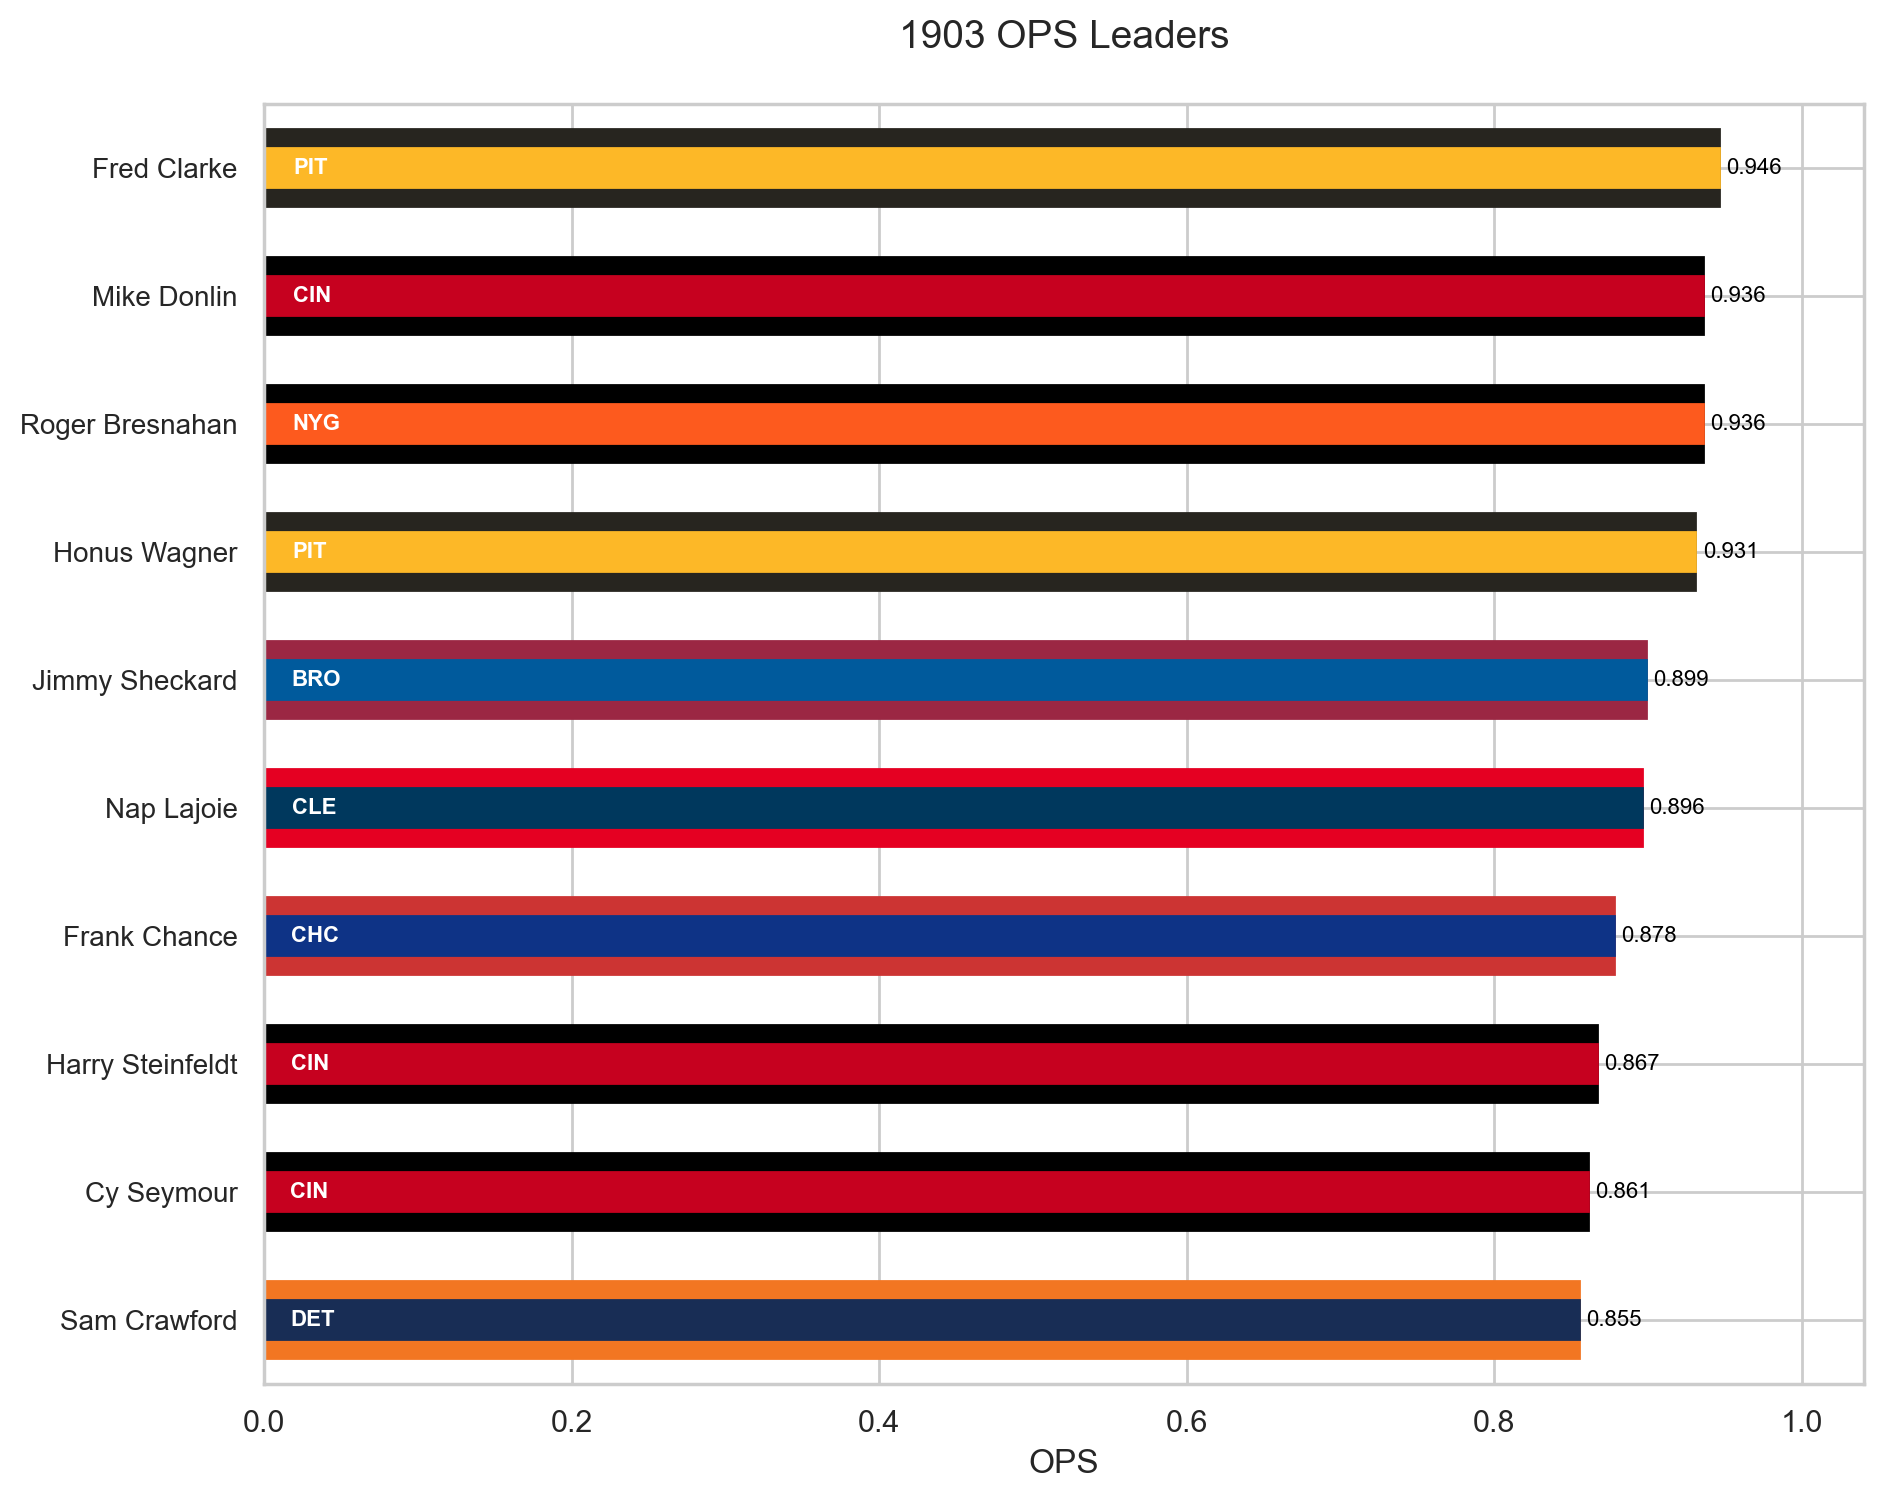 1903 OPS Leaders
Fred Clarke PIT 0.946
Mike Donlin CIN 0.936
Roger Bresnahan NYG 0.936
Honus Wagner PIT 0.931
Jimmy Sheckard BRO 0.899
Nap Lajoie CLE 0.896
Frank Chance CHC 0.878
Harry Steinfeldt CIN 0.867
Cy Seymour CIN 0.861
Sam Crawford DET 0.855
0.0 0.2 0.4 0.6 0.8 1.0
OPS